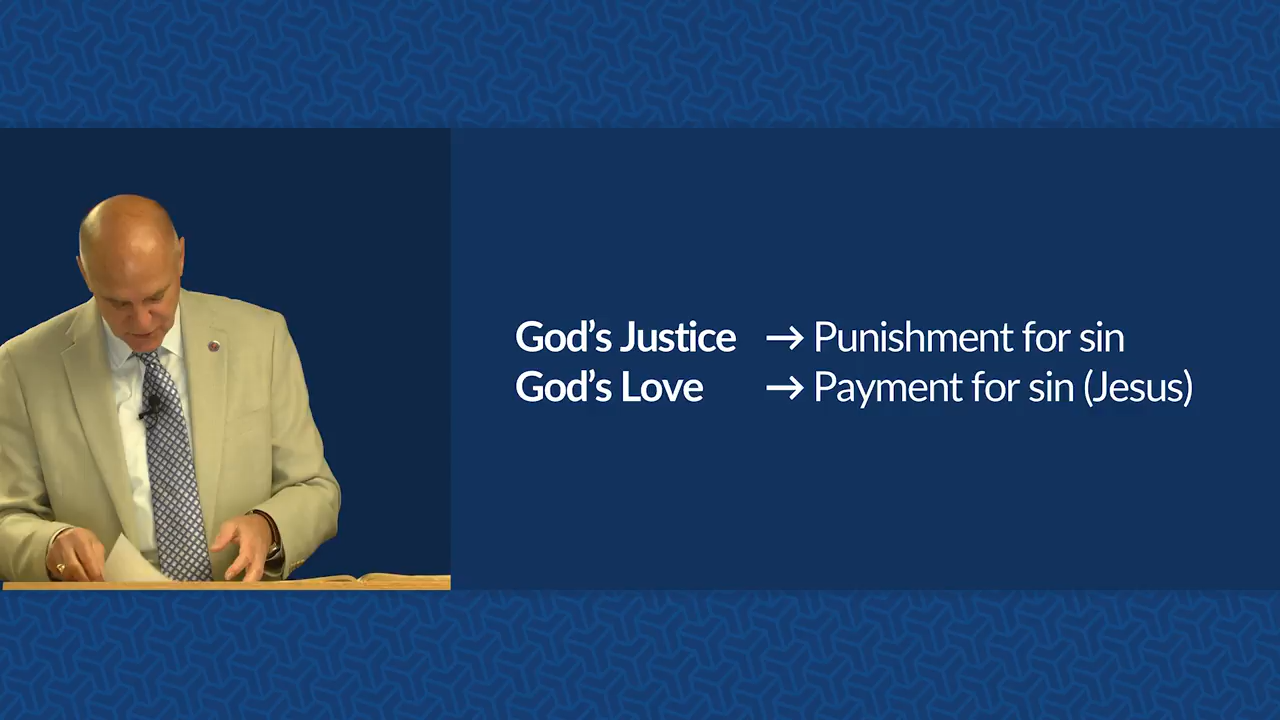 God’s Justice → Punishment for sin
God’s Love → Payment for sin (Jesus)